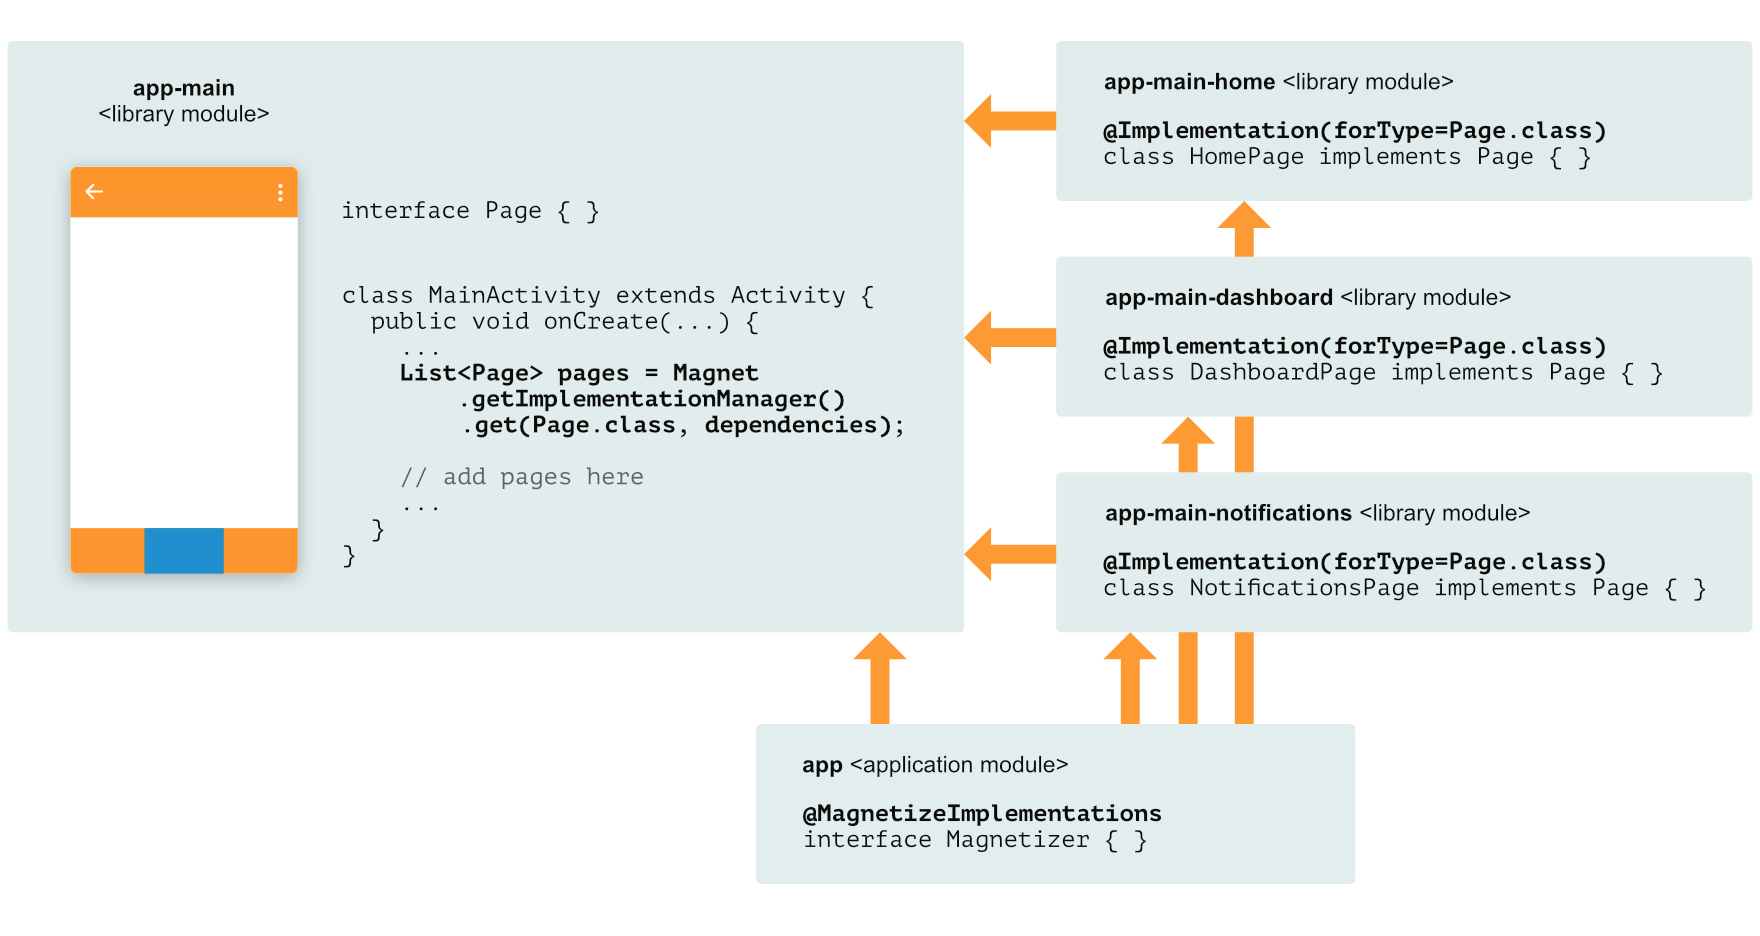 app-main
<library module>
interface Page { }
class MainActivity extends Activity {
public void onCreate(...) {
...
List<Page> pages = Magnet
.getImplementationManager()
.get(Page.class, dependencies);
// add pages here
...
}
}
app-main-home <library module>
@Implementation(forType=Page.class)
class HomePage implements Page { }
app-main-dashboard <library module>
@Implementation(forType=Page.class)
class DashboardPage implements Page { }
app-main-notifications <library module>
@Implementation(forType=Page.class)
class NotificationsPage implements Page { }
app <application module>
@MagnetizeImplementations
interface Magnetizer { }